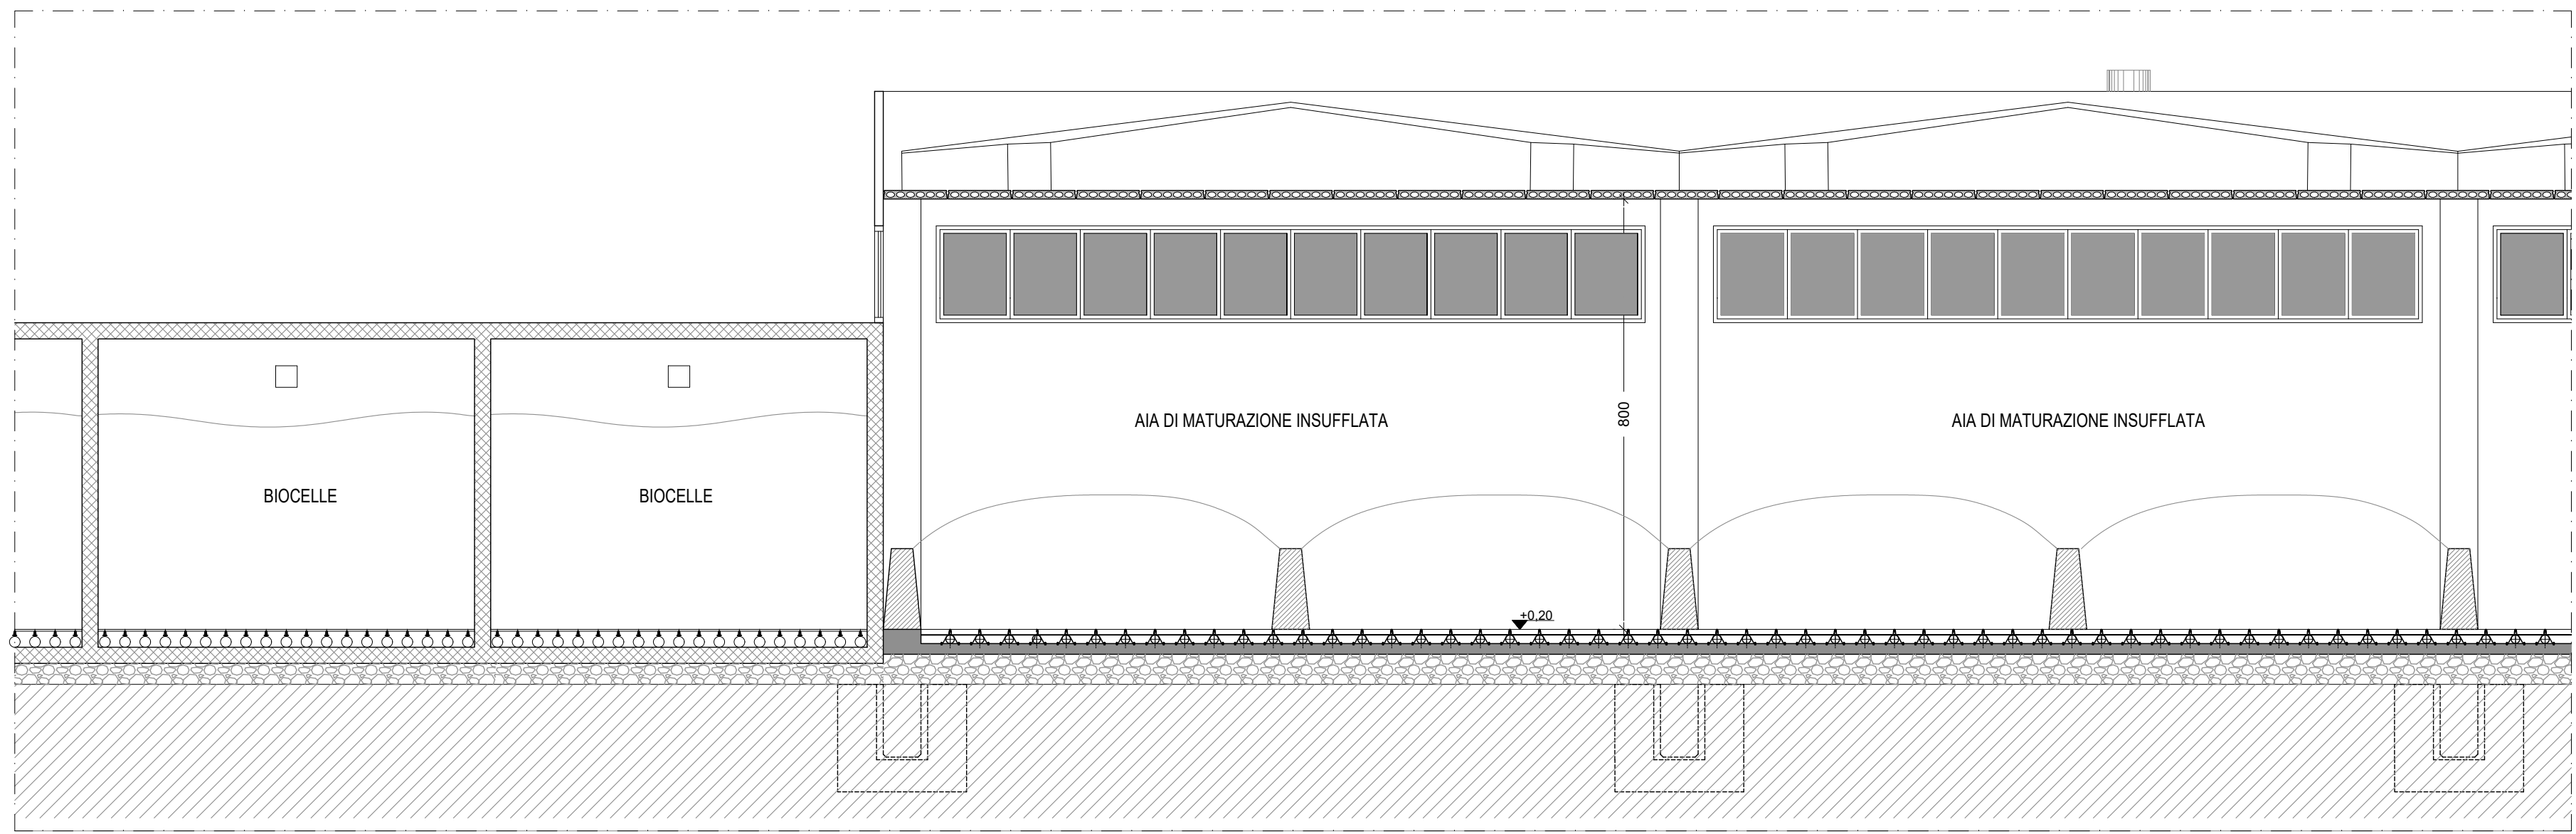 AIA DI MATURAZIONE INSUFFLATA
AIA DI MATURAZIONE INSUFFLATA
800
BIOCELLE
BIOCELLE
+0,20